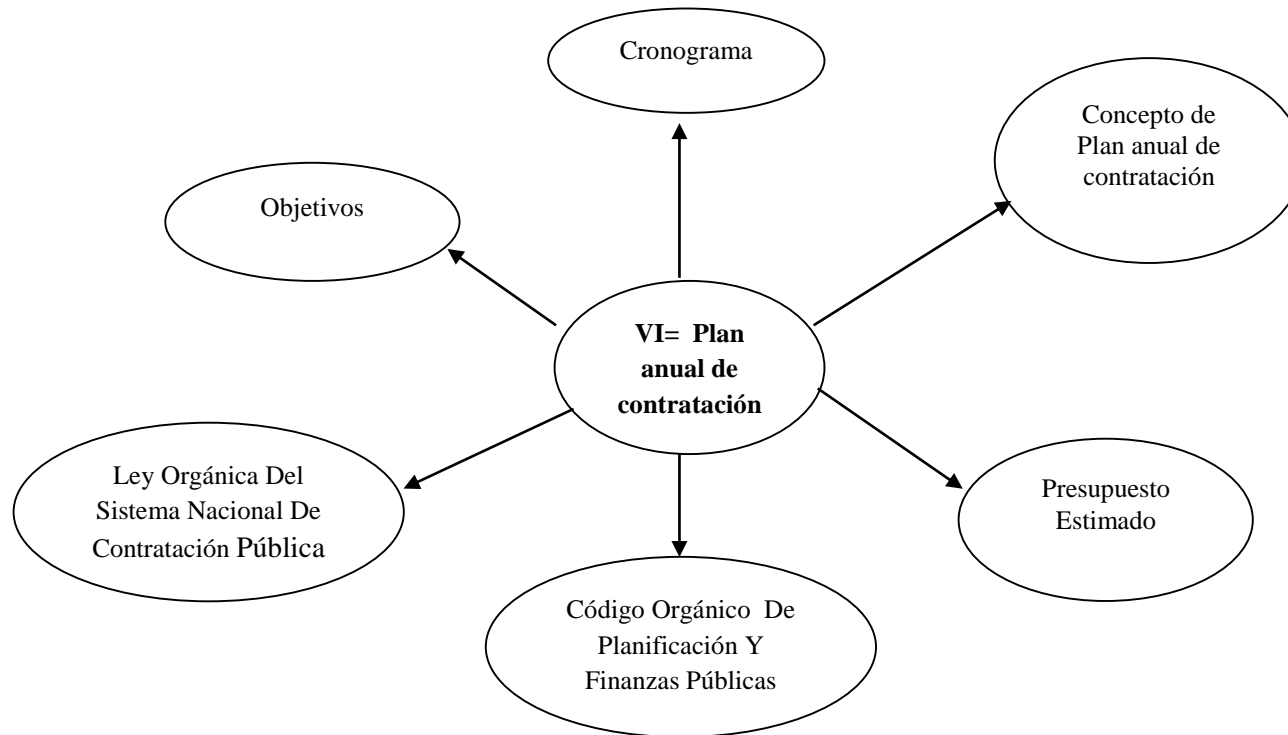 Cronograma
Concepto de
Plan anual de
contratación
Objetivos
VI= Plan
anual de
contratación
Ley Orgánica Del
Sistema Nacional De
Contratación Pública
Presupuesto
Estimado
Código Orgánico De
Planificación Y
Finanzas Públicas